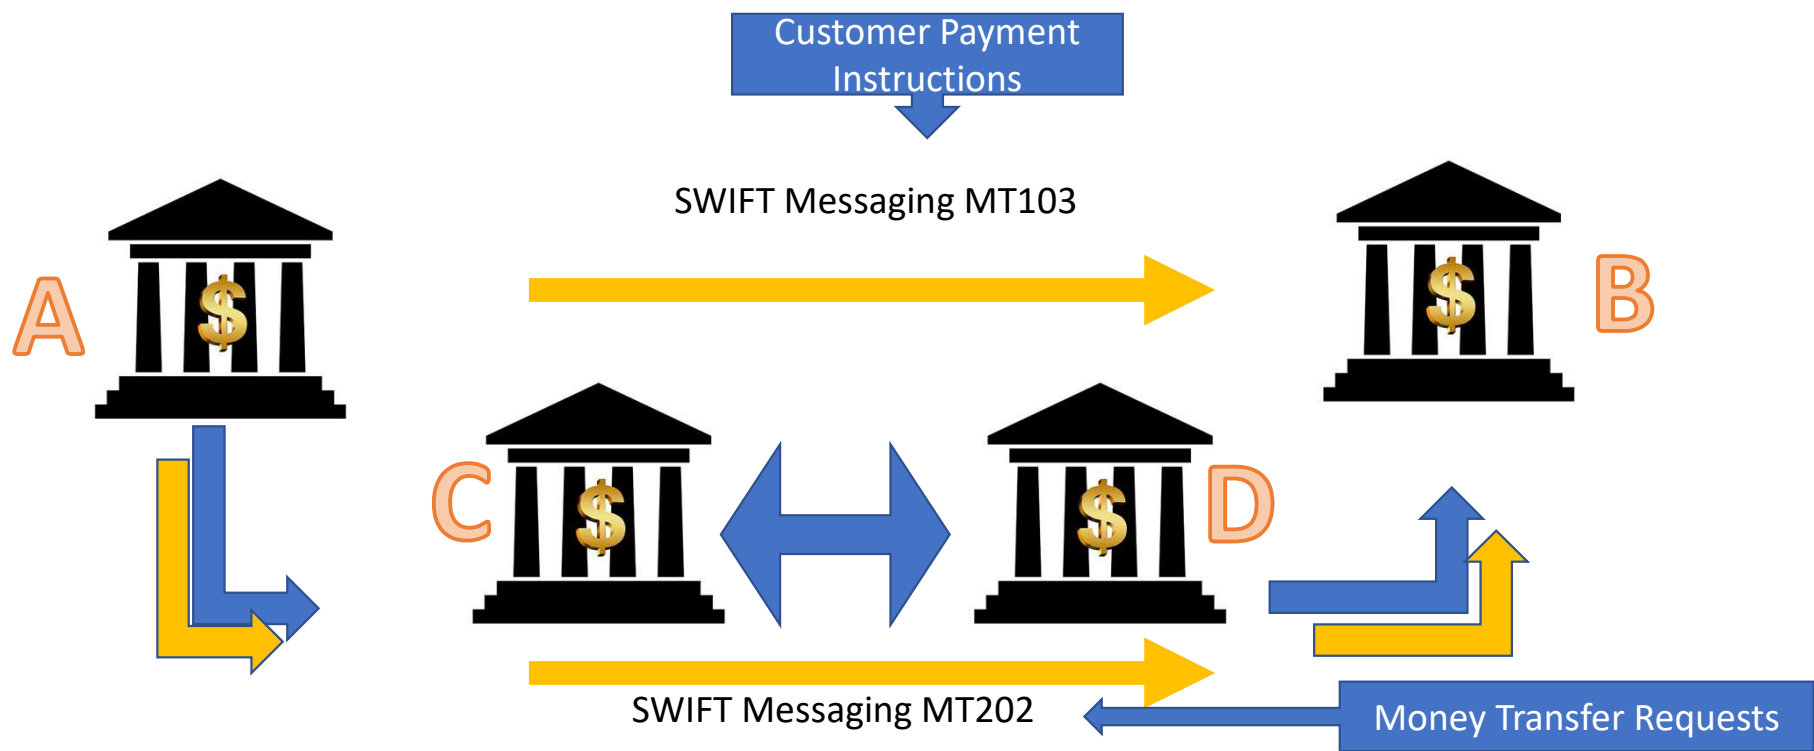 Customer Payment
Instructions
SWIFT Messaging MT103
A
$
$
B
C
$
$
D
SWIFT Messaging MT202
Money Transfer Requests